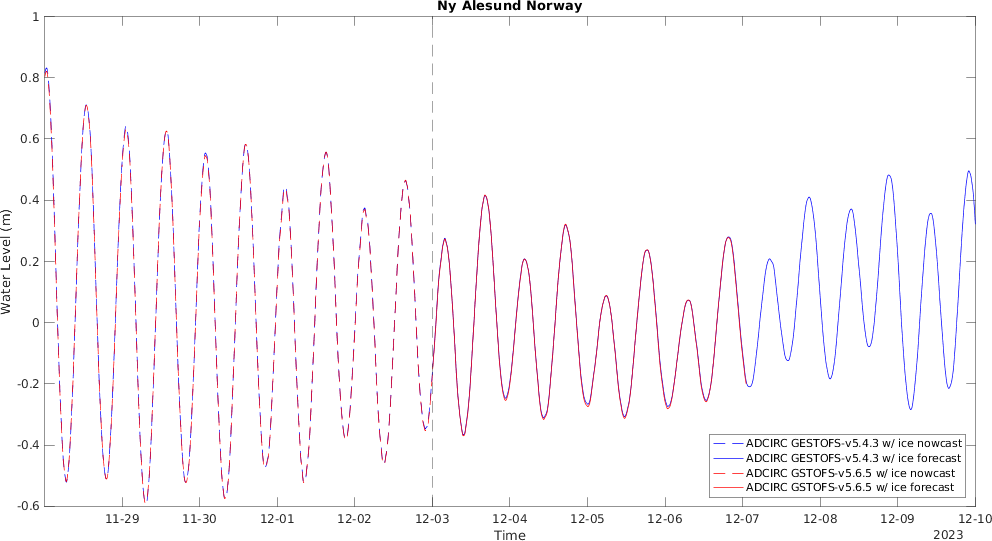 Ny Alesund Norway
1
0.8
0.6
0.4
0.2
0
-0.2
-0.4
-0.6
Water Level (m)
ADCIRC GESTOFS-v5.4.3 w/ ice nowcast
ADCIRC GESTOFS-v5.4.3 w/ ice forecast
ADCIRC GSTOFS-v5.6.5 w/ ice nowcast
ADCIRC GSTOFS-v5.6.5 w/ ice forecast
11-29 11-30 12-01 12-02 12-03 12-04 12-05 12-06 12-07 12-08 12-09 12-10
Time
2023